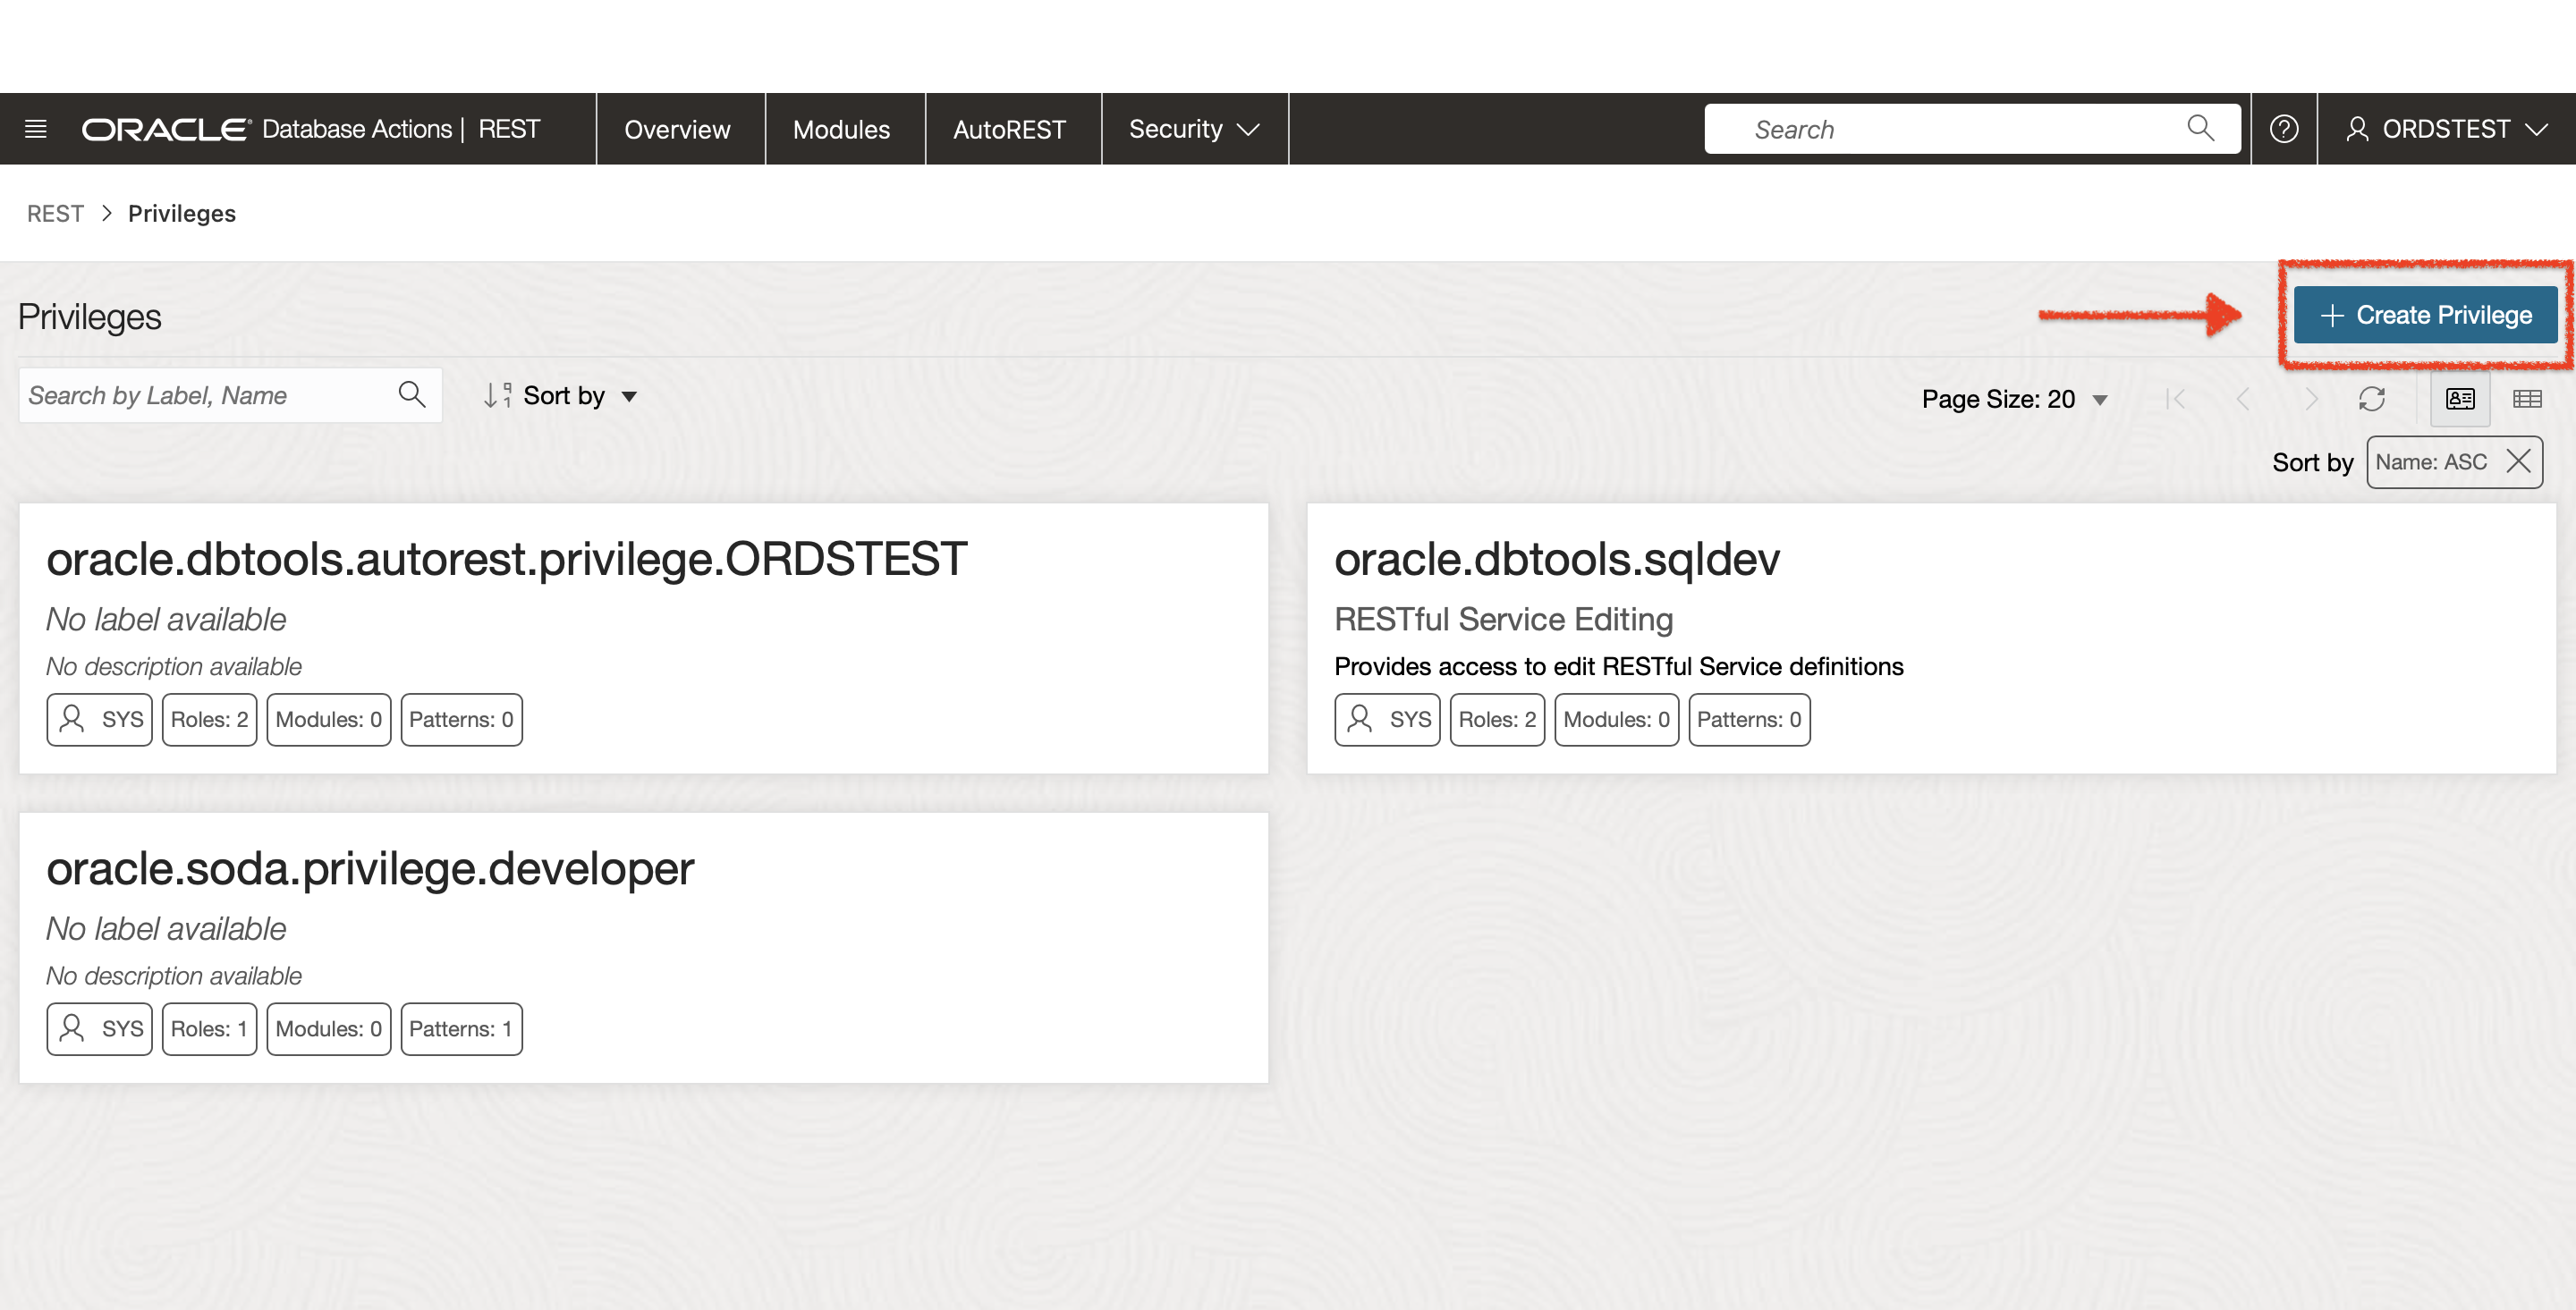 ORACLE Database Actions | REST
Overview
Modules
AutoREST
Security
Search
ORDSTEST
REST > Privileges
Privileges
+ Create Privilege
Search by Label, Name
Sort by
Page Size: 20
Sort by Name: ASC
oracle.dbtools.autorest.privilege.ORDSTEST
No label available
No description available
SYS Roles: 2 Modules: 0 Patterns: 0
oracle.dbtools.sqldev
RESTful Service Editing
Provides access to edit RESTful Service definitions
SYS Roles: 2 Modules: 0 Patterns: 0
oracle.soda.privilege.developer
No label available
No description available
SYS Roles: 1 Modules: 0 Patterns: 1